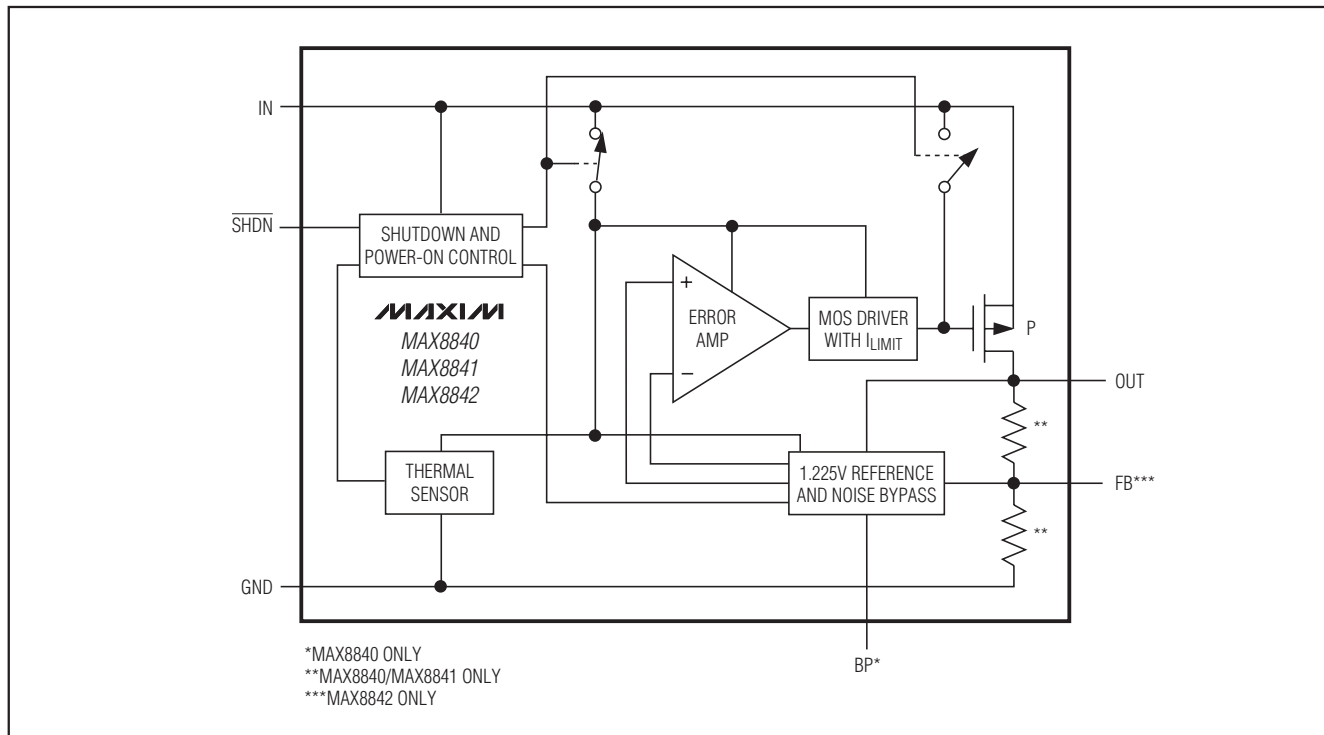 IN
SHDN
SHUTDOWN AND
POWER-ON CONTROL
MAXIM
MAX8840
MAX8841
MAX8842
+
ERROR
AMP
−
MOS DRIVER
WITH ILIMIT
P
OUT
**
THERMAL
SENSOR
1.225V REFERENCE
AND NOISE BYPASS
FB***
**
GND
BP*
*MAX8840 ONLY
**MAX8840/MAX8841 ONLY
***MAX8842 ONLY